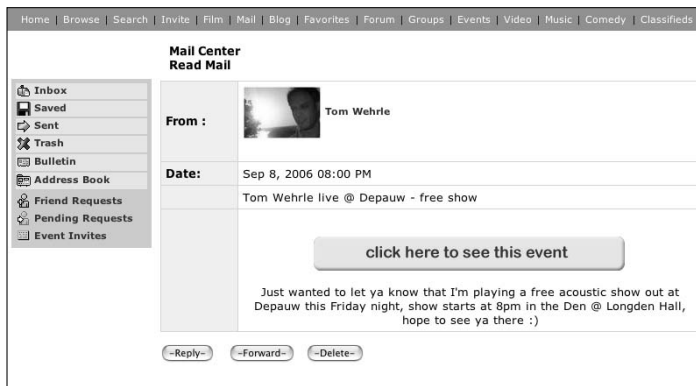 Home | Browse | Search | Invite | Film | Mail | Blog | Favorites | Forum | Groups | Events | Video | Music | Comedy | Classifieds
Mail Center
Read Mail
Inbox
Saved
Sent
Trash
Bulletin
Address Book
Friend Requests
Pending Requests
Event Invites
From :
Tom Wehrle
Date:
Sep 8, 2006 08:00 PM
Tom Wehrle live @ Depauw - free show
click here to see this event
Just wanted to let ya know that I'm playing a free acoustic show out at
Depauw this Friday night, show starts at 8pm in the Den @ Longden Hall,
hope to see ya there :)
-Reply-
-Forward-
-Delete-